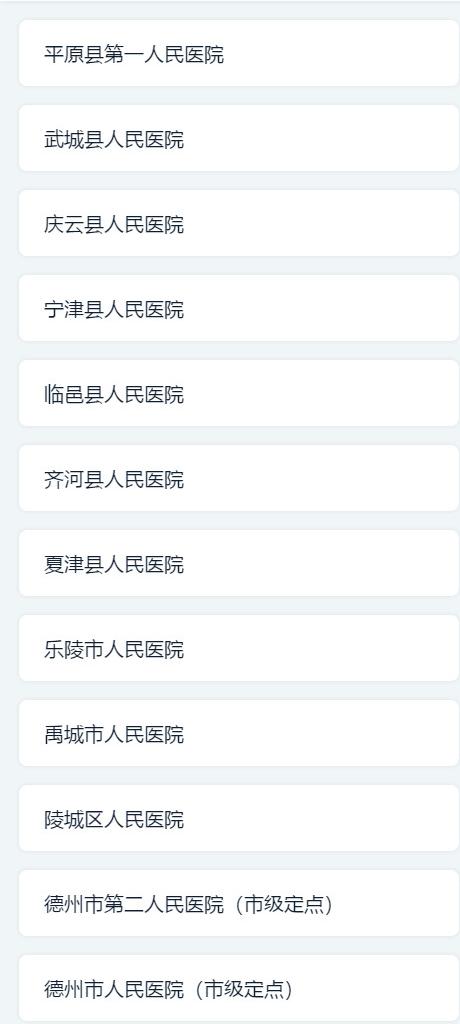 平原县第一人民医院
武城县人民医院
庆云县人民医院
宁津县人民医院
临邑县人民医院
齐河县人民医院
夏津县人民医院
乐陵市人民医院
禹城市人民医院
陵城区人民医院
德州市第二人民医院（市级定点）
德州市人民医院（市级定点）